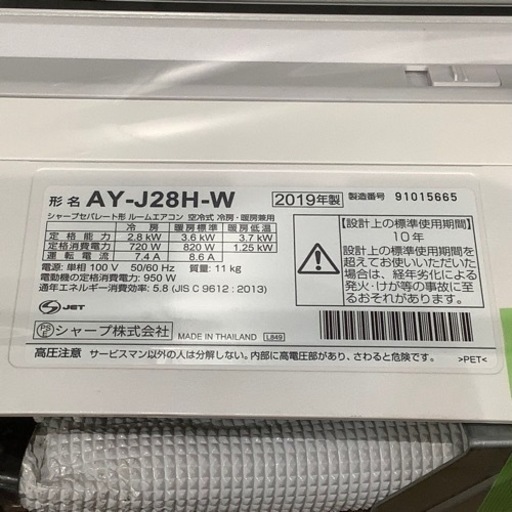 形名 AY-J28H-W 2019年製 製造番号 91015665
シャープセパレート形 ルームエアコン 空冷式 冷房・暖房兼用
冷房 暖房標準 暖房低温
定格能力 2.8 kW 3.6 kW 3.7 kW
定格消費電力 720 W 820 W 1.25 kW
運転電流 7.4 A 8.6 A
電源: 単相 100 V 50/60 Hz 質量: 11 kg
電動機の定格消費電力: 950 W
通年エネルギー消費効率: 5.8 (JIS C 9612 : 2013)
【設計上の標準使用期間】
10年
設計上の標準使用期間を
超えてお使いいただいた
場合は、経年劣化による
発火・けが等の事故に至
るおそれがあります。
S JET
PS E シャープ株式会社 MADE IN THAILAND L849
高圧注意 サービスマン以外の人は分解しない。内部に高電圧部があり、さわると危険です。 >PET<